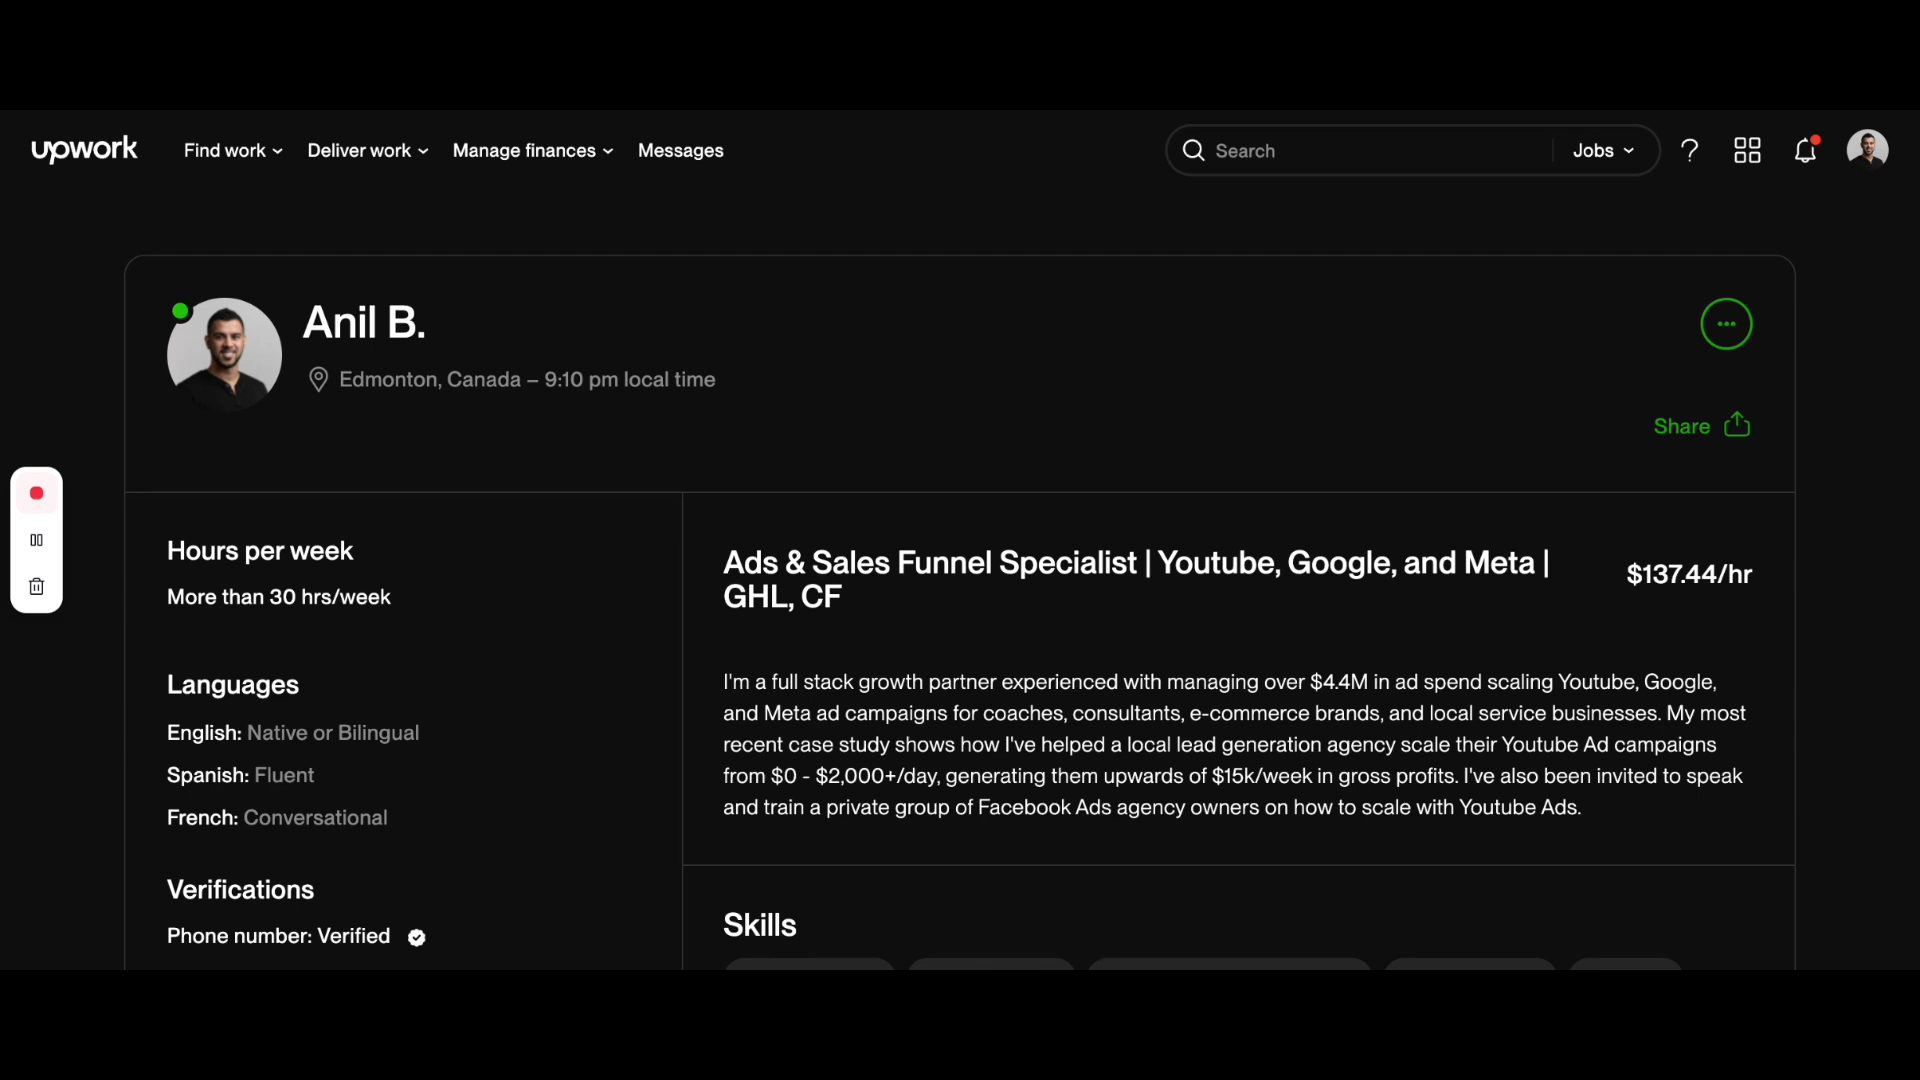 upwork
Find work
Deliver work
Manage finances
Messages
Search
Jobs
Anil B.
Edmonton, Canada – 9:10 pm local time
Share
Hours per week
More than 30 hrs/week
Languages
English: Native or Bilingual
Spanish: Fluent
French: Conversational
Verifications
Phone number: Verified
Ads & Sales Funnel Specialist | Youtube, Google, and Meta |
GHL, CF
$137.44/hr
I'm a full stack growth partner experienced with managing over $4.4M in ad spend scaling Youtube, Google,
and Meta ad campaigns for coaches, consultants, e-commerce brands, and local service businesses. My most
recent case study shows how I've helped a local lead generation agency scale their Youtube Ad campaigns
from $0 - $2,000+/day, generating them upwards of $15k/week in gross profits. I've also been invited to speak
and train a private group of Facebook Ads agency owners on how to scale with Youtube Ads.
Skills